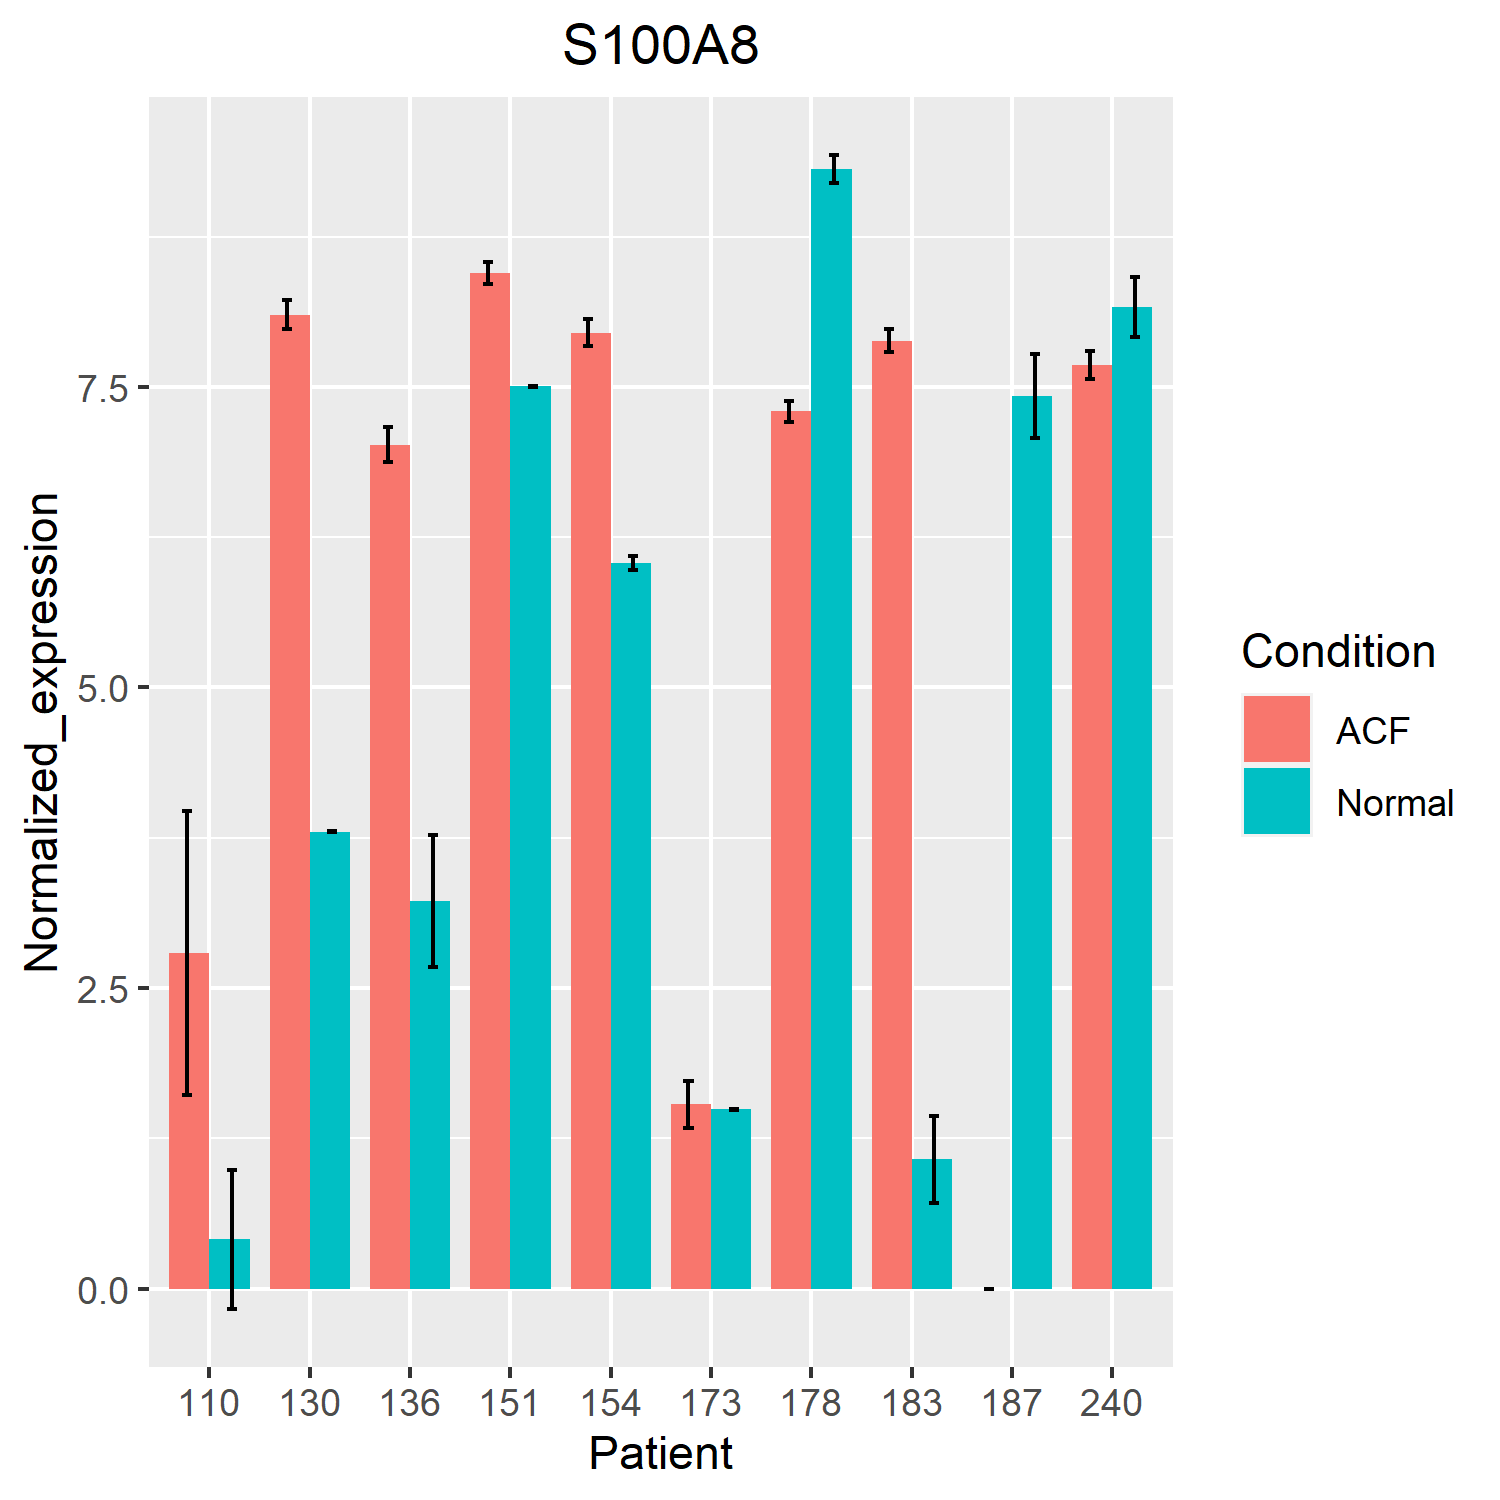 S100A8
Normalized_expression
7.5
5.0
2.5
0.0
110 130 136 151 154 173 178 183 187 240
Patient
Condition
ACF
Normal